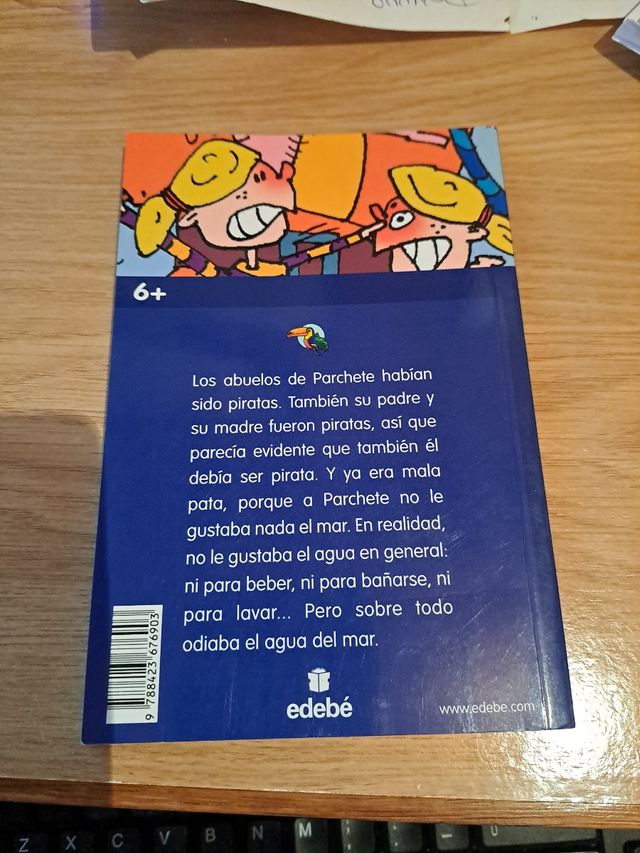 6+
Los abuelos de Parchete habían
sido piratas. También su padre y
su madre fueron piratas, así que
parecía evidente que también él
debía ser pirata. Y ya era mala
pata, porque a Parchete no le
gustaba nada el mar. En realidad,
no le gustaba el agua en general:
ni para beber, ni para bañarse, ni
para lavar... Pero sobre todo
odiaba el agua del mar.
9 788423 676903
edebé
www.edebe.com
Z X C V B N M